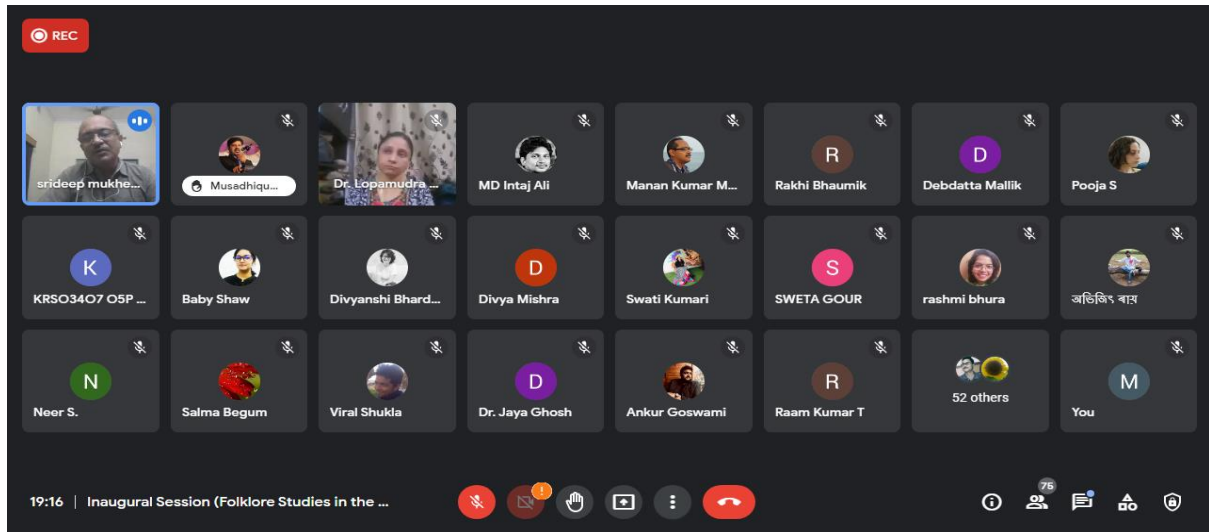 REC
srideep mukhe...
Musadhiqu...
Dr. Lopamudra ...
MD Intaj Ali
Manan Kumar M...
R
Rakhi Bhaumik
D
Debdatta Mallik
Pooja S
K
KRSO3407 O5P ...
Baby Shaw
Divyanshi Bhard...
D
Divya Mishra
Swati Kumari
S
SWETA GOUR
rashmi bhura
অভিজিৎ ৰায়
N
Neer S.
Salma Begum
Viral Shukla
D
Dr. Jaya Ghosh
Ankur Goswami
R
Raam Kumar T
52 others
M
You
19:16 | Inaugural Session (Folklore Studies in the ...
!
75